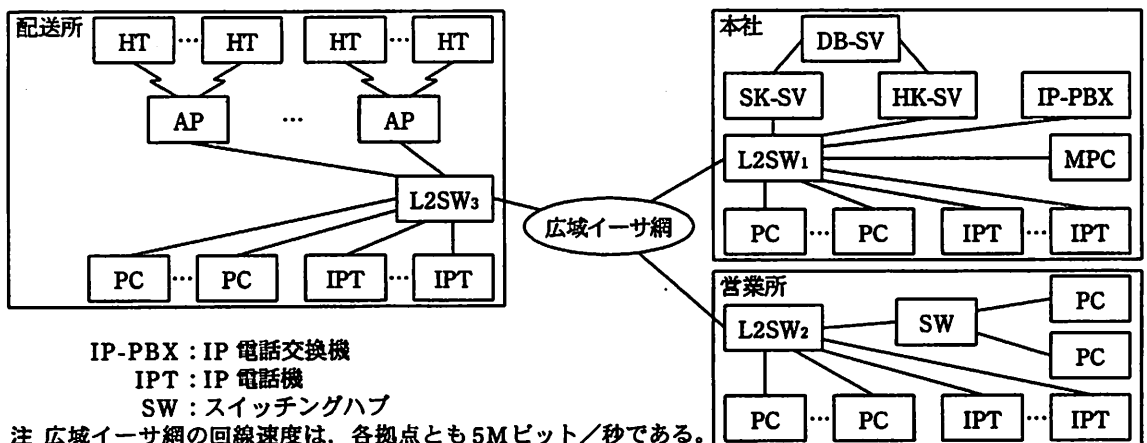 配送所
HT … HT HT … HT
AP … AP
L2SW₃
PC … PC IPT … IPT
広域イーサ網
本社
DB-SV
SK-SV HK-SV IP-PBX
L2SW₁ MPC
PC … PC IPT … IPT
営業所
L2SW₂ SW PC
PC
PC … PC IPT … IPT
IP-PBX：IP 電話交換機
IPT：IP 電話機
SW：スイッチングハブ
注 広域イーサ網の回線速度は，各拠点とも 5M ビット／秒である。